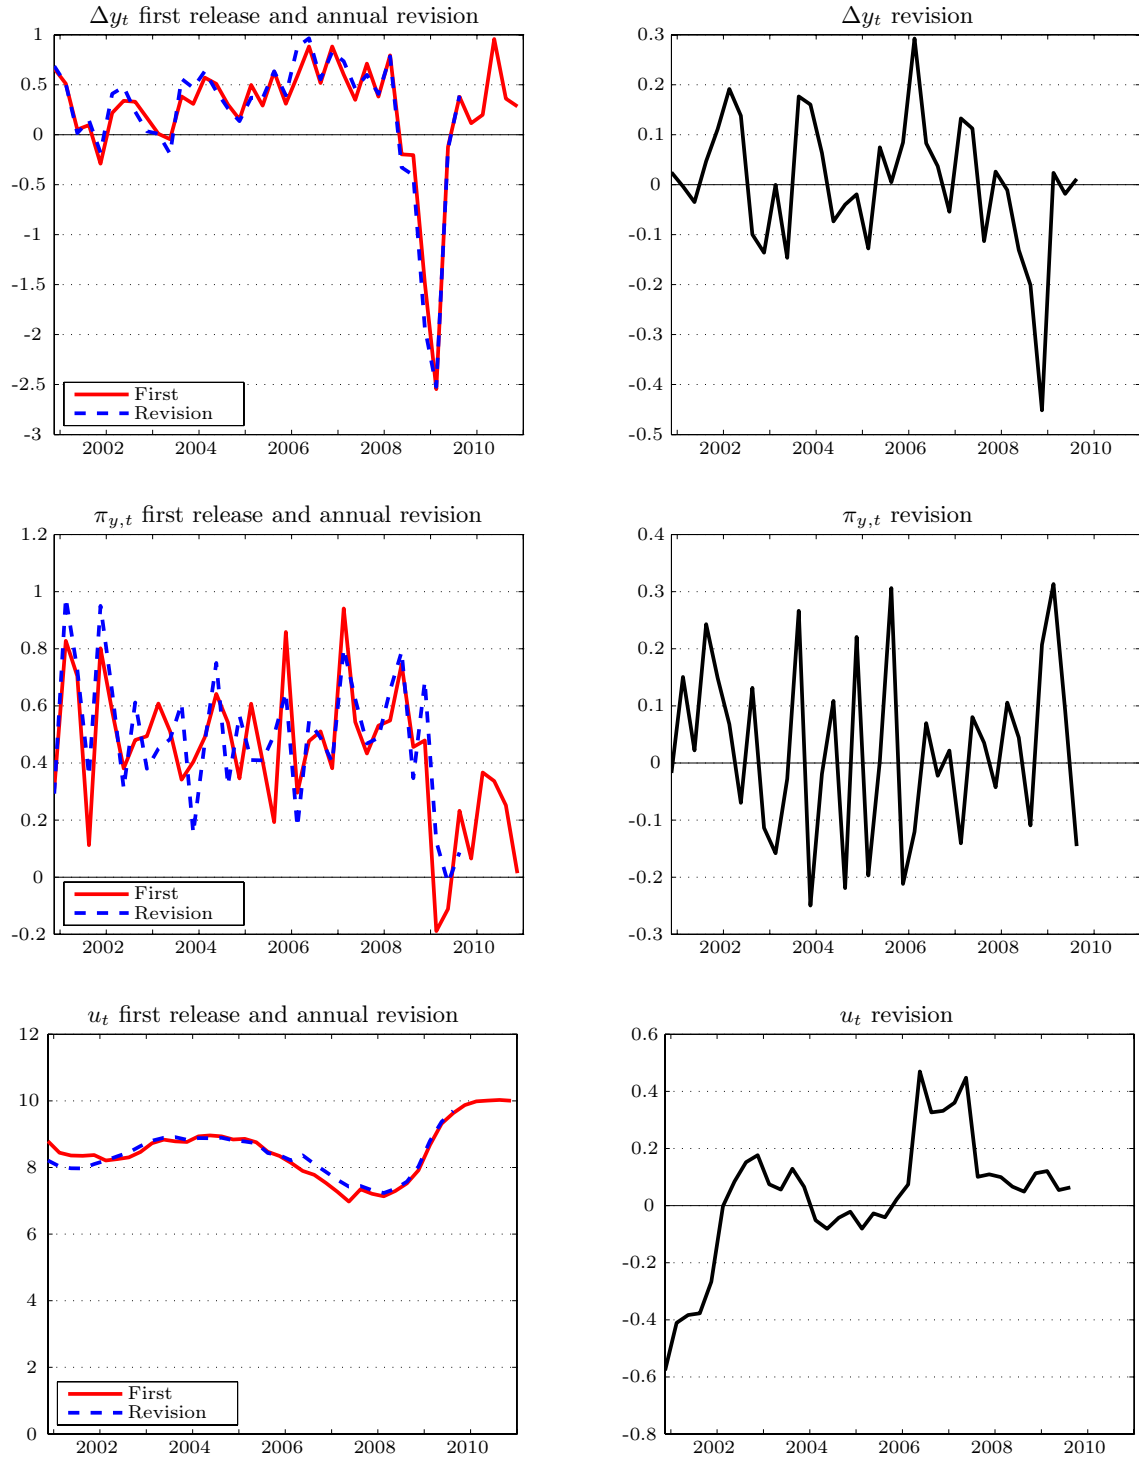 Δy_t first release and annual revision
1
0.5
0
-0.5
-1
-1.5
-2
-2.5
-3
First
Revision
2002 2004 2006 2008 2010
Δy_t revision
0.3
0.2
0.1
0
-0.1
-0.2
-0.3
-0.4
-0.5
2002 2004 2006 2008 2010
π_{y,t} first release and annual revision
1.2
1
0.8
0.6
0.4
0.2
0
-0.2
First
Revision
2002 2004 2006 2008 2010
π_{y,t} revision
0.4
0.3
0.2
0.1
0
-0.1
-0.2
-0.3
2002 2004 2006 2008 2010
u_t first release and annual revision
12
10
8
6
4
2
0
First
Revision
2002 2004 2006 2008 2010
u_t revision
0.6
0.4
0.2
0
-0.2
-0.4
-0.6
-0.8
2002 2004 2006 2008 2010